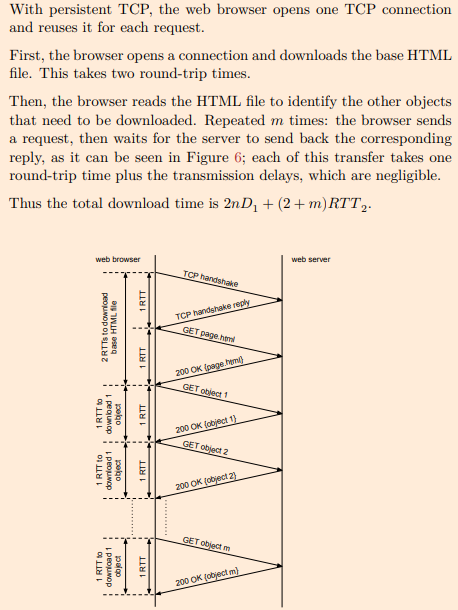 With persistent TCP, the web browser opens one TCP connection
and reuses it for each request.
First, the browser opens a connection and downloads the base HTML
file. This takes two round-trip times.
Then, the browser reads the HTML file to identify the other objects
that need to be downloaded. Repeated m times: the browser sends
a request, then waits for the server to send back the corresponding
reply, as it can be seen in Figure 6; each of this transfer takes one
round-trip time plus the transmission delays, which are negligible.
Thus the total download time is 2nD₁ + (2 + m)RTT₂.
web browser
web server
TCP handshake
TCP handshake reply
2 RTTs to download
base HTML file
1 RTT
GET page.html
200 OK {page.html}
1 RTT
GET object 1
200 OK {object 1}
1 RTT to
download 1
object
1 RTT
GET object 2
200 OK {object 2}
1 RTT to
download 1
object
1 RTT
GET object m
200 OK {object m}
1 RTT to
download 1
object
1 RTT